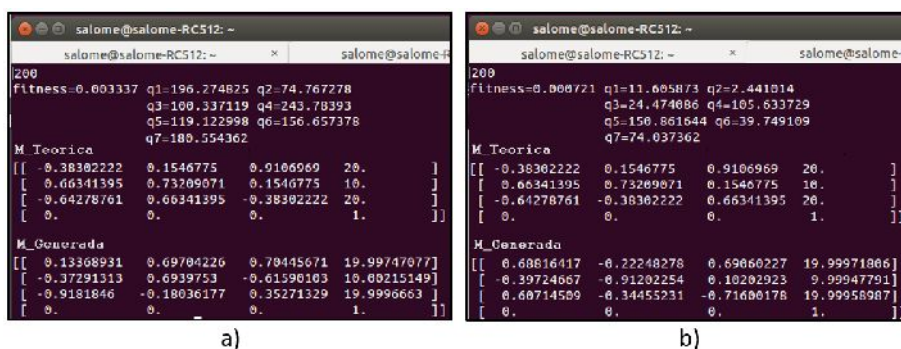 salome@salome-RC512: ~
salome@salome-RC512: ~ × salome@salome-R
200
fitness=0.003337 q1=196.274825 q2=74.767278
q3=100.337119 q4=243.78393
q5=119.122998 q6=156.657378
q7=180.554362
M_Teorica
[[ -0.38302222 0.1546775 0.9106969 20. ]
[ 0.66341395 0.73209071 0.1546775 10. ]
[ -0.64278761 0.66341395 -0.38302222 20. ]
[ 0. 0. 0. 1. ]]
M_Generada
[[ 0.13368931 0.69704226 0.70445671 19.99747077]
[ -0.37291313 0.6939753 -0.61590103 10.00215149]
[ -0.9181846 -0.18036177 0.35271329 19.9996663 ]
[ 0. 0. 0. 1. ]]
a)
salome@salome-RC512: ~
salome@salome-RC512: ~ × salome@salome-
200
fitness=0.000721 q1=11.605873 q2=2.441014
q3=24.474086 q4=105.633729
q5=150.861644 q6=39.749109
q7=74.037362
M_Teorica
[[ -0.38302222 0.1546775 0.9106969 20. ]
[ 0.66341395 0.73209071 0.1546775 10. ]
[ -0.64278761 -0.38302222 0.66341395 20. ]
[ 0. 0. 0. 1. ]]
M_Generada
[[ 0.68816417 -0.22248278 0.69060227 19.99971806]
[ -0.39724667 -0.91202254 0.10202923 9.99947791]
[ 0.60714509 -0.34455231 -0.71600178 19.99958987]
[ 0. 0. 0. 1. ]]
b)